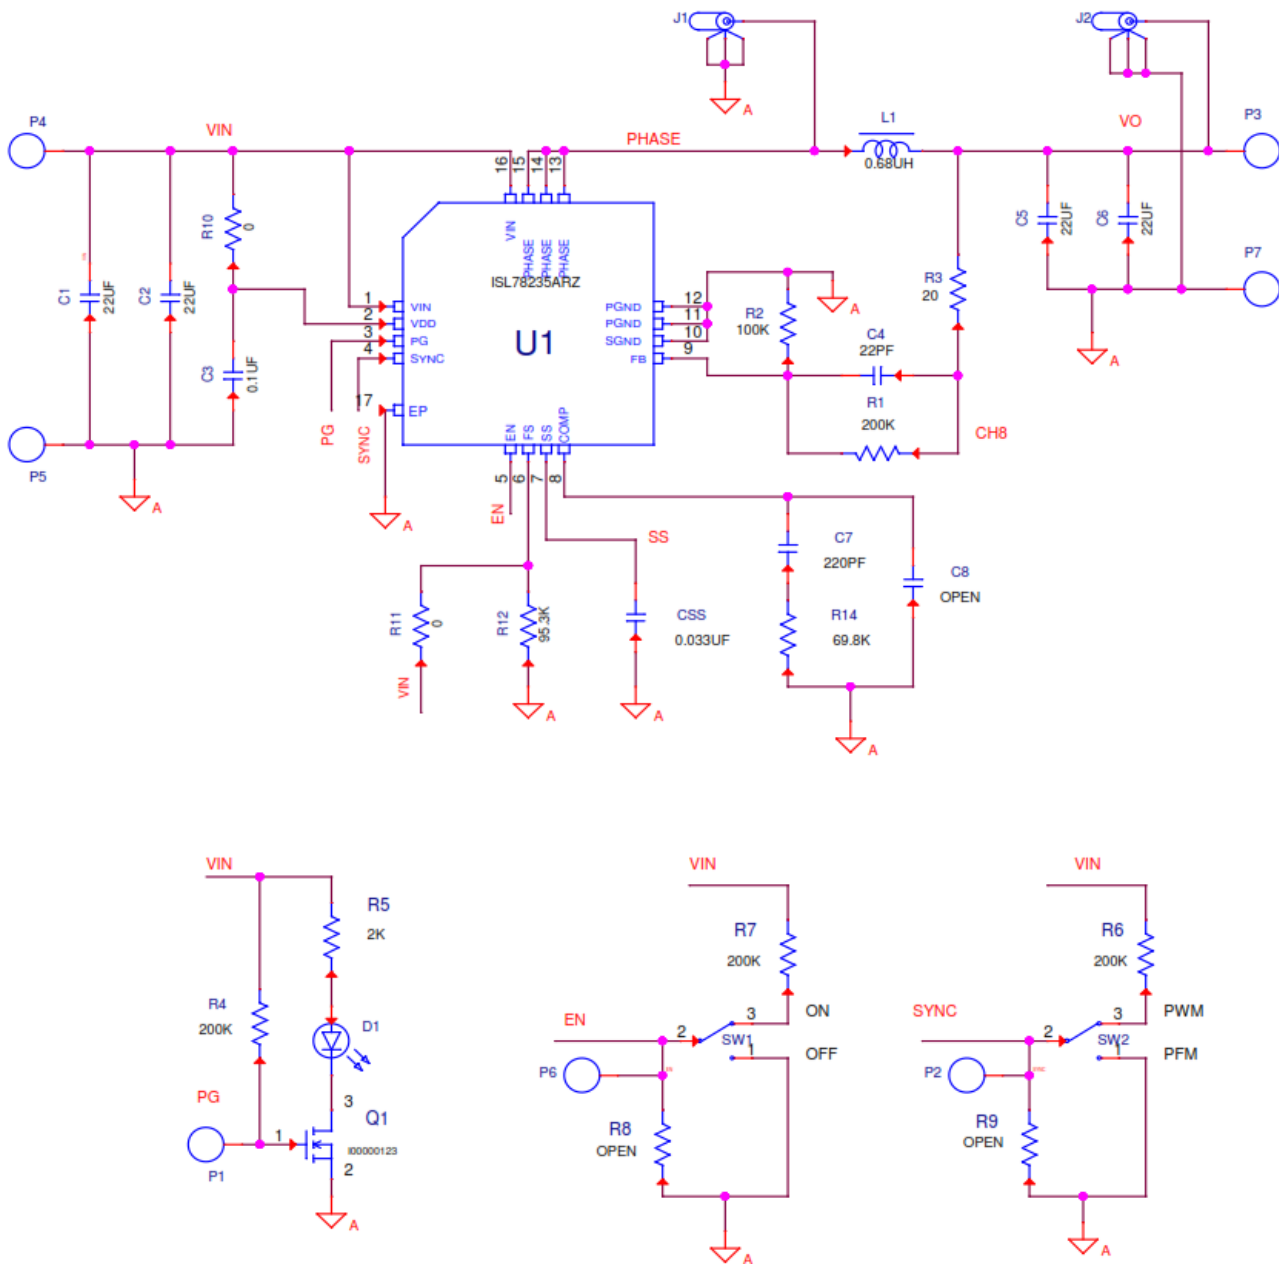 J1
A
J2
P4
VIN
PHASE
L1
0.68UH
VO
P3
16
15
14
13
VIN
PHASE
PHASE
PHASE
ISL78235ARZ
U1
R10
0
C1
22UF
C2
22UF
C3
0.1UF
1
VIN
2
VDD
3
PG
4
SYNC
17
EP
PGND
12
PGND
11
SGND
10
FB
9
EN
FS
SS
COMP
5
6
7
8
R2
100K
A
C4
22PF
R1
200K
R3
20
CH8
C5
22UF
C6
22UF
P7
A
P5
A
PG
SYNC
A
EN
SS
R11
0
VIN
R12
95.3K
A
CSS
0.033UF
A
C7
220PF
R14
69.8K
C8
OPEN
A
VIN
R5
2K
R4
200K
D1
PG
P1
1
3
Q1
I00000123
2
A
VIN
R7
200K
EN
2
3
ON
SW1
1
OFF
P6
EN
R8
OPEN
A
VIN
R6
200K
SYNC
2
3
PWM
SW2
1
PFM
P2
SYNC
R9
OPEN
A